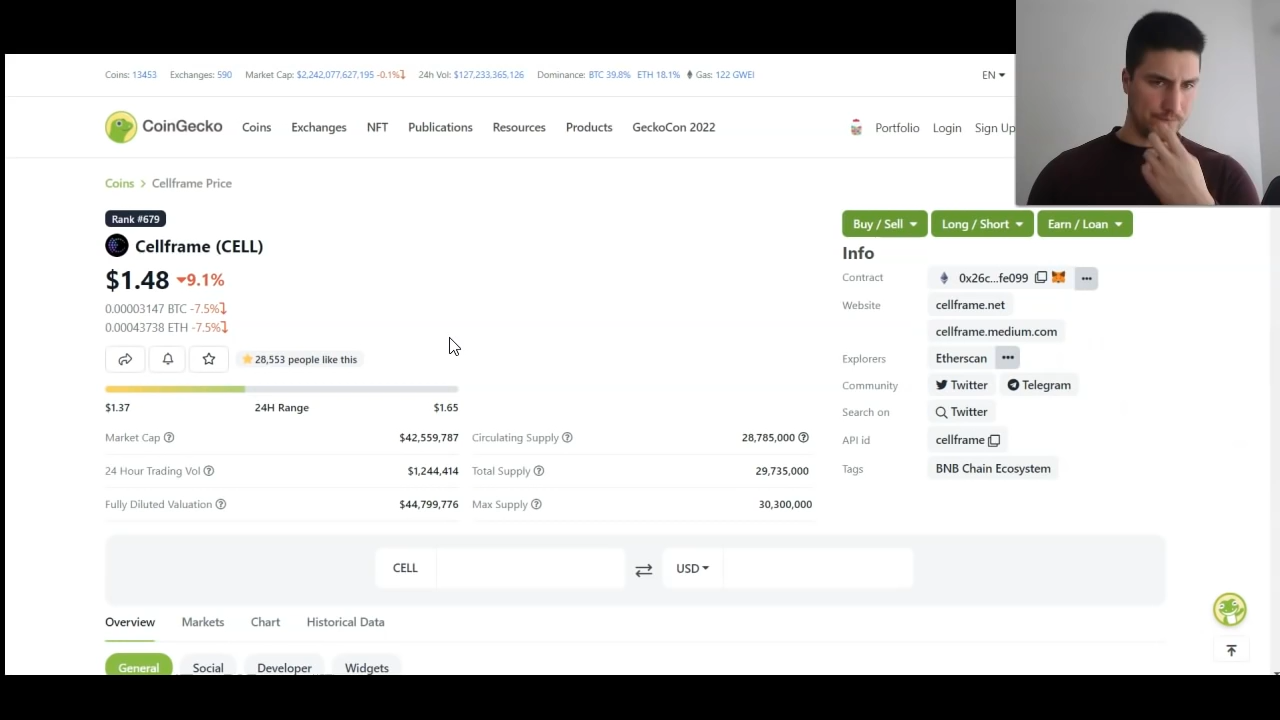 Coins: 13453 Exchanges: 590 Market Cap: $2,242,077,627,195 -0.1% 24h Vol: $127,233,365,126 Dominance: BTC 39.8% ETH 18.1% Gas: 122 GWEI EN
CoinGecko Coins Exchanges NFT Publications Resources Products GeckoCon 2022 Portfolio Login Sign Up
Coins > Cellframe Price
Rank #679
Cellframe (CELL)
$1.48 9.1%
0.00003147 BTC -7.5%
0.00043738 ETH -7.5%
28,553 people like this
$1.37 24H Range $1.65
Market Cap $42,559,787
24 Hour Trading Vol $1,244,414
Fully Diluted Valuation $44,799,776
Circulating Supply 28,785,000
Total Supply 29,735,000
Max Supply 30,300,000
Buy / Sell Long / Short Earn / Loan
Info
Contract 0x26c...fe099 •••
Website cellframe.net
cellframe.medium.com
Explorers Etherscan •••
Community Twitter Telegram
Search on Twitter
API id cellframe
Tags BNB Chain Ecosystem
CELL USD
Overview Markets Chart Historical Data
General Social Developer Widgets